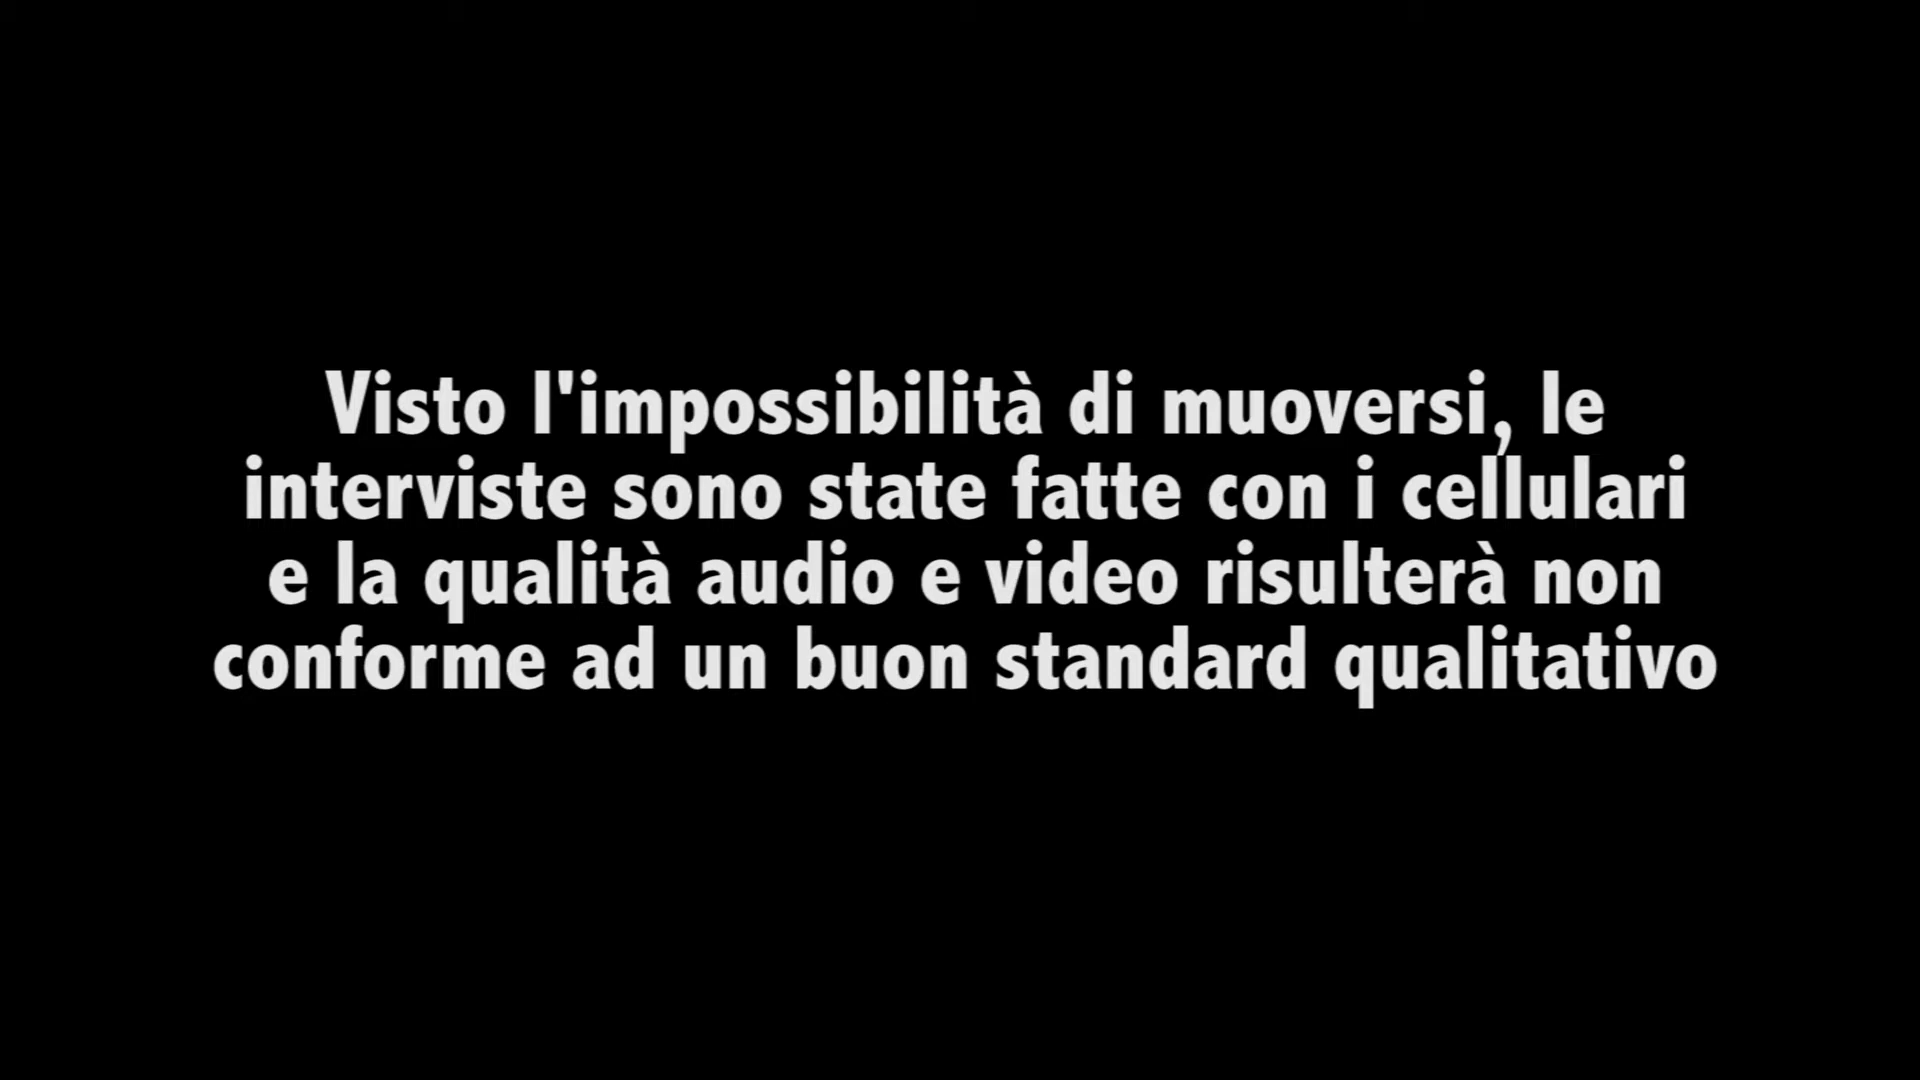 Visto l'impossibilità di muoversi, le
interviste sono state fatte con i cellulari
e la qualità audio e video risulterà non
conforme ad un buon standard qualitativo